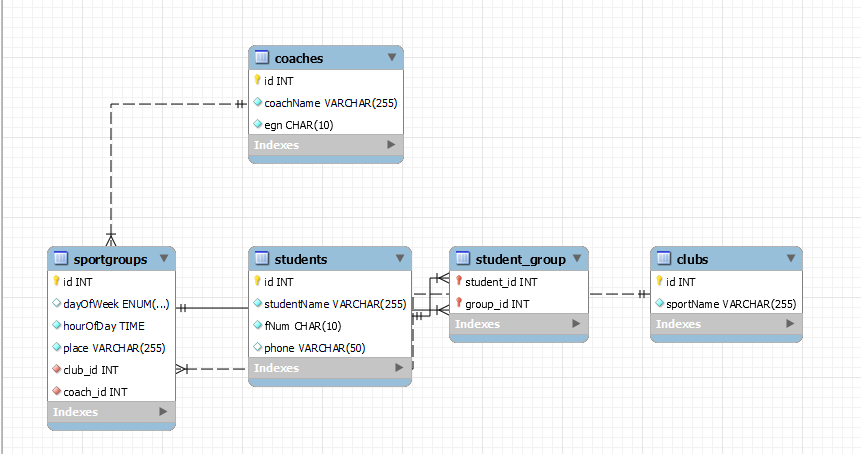 coaches
id INT
coachName VARCHAR(255)
egn CHAR(10)
Indexes
sportgroups
id INT
dayOfWeek ENUM(...)
hourOfDay TIME
place VARCHAR(255)
club_id INT
coach_id INT
Indexes
students
id INT
studentName VARCHAR(255)
fNum CHAR(10)
phone VARCHAR(50)
Indexes
student_group
student_id INT
group_id INT
Indexes
clubs
id INT
sportName VARCHAR(255)
Indexes